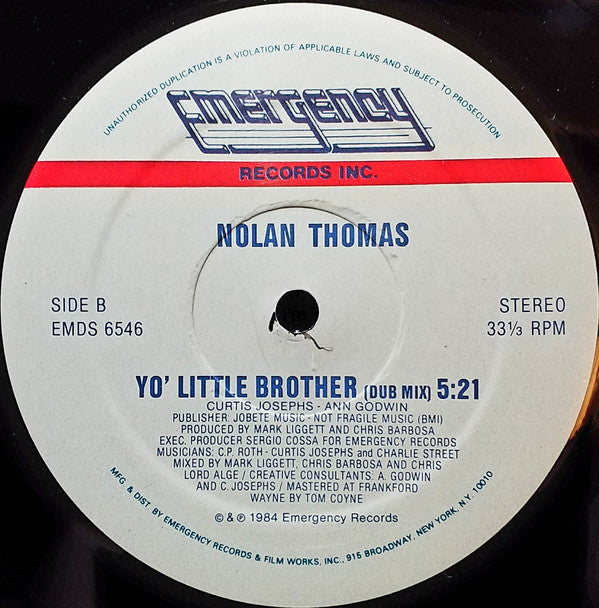 UNAUTHORIZED DUPLICATION IS A VIOLATION OF APPLICABLE LAWS AND SUBJECT TO PROSECUTION
Emergency
RECORDS INC.
NOLAN THOMAS
SIDE B
EMDS 6546
STEREO
33⅓ RPM
YO' LITTLE BROTHER (DUB MIX) 5:21
CURTIS JOSEPHS - ANN GODWIN
PUBLISHER: JOBETE MUSIC - NOT FRAGILE MUSIC (BMI)
PRODUCED BY MARK LIGGETT AND CHRIS BARBOSA
EXEC. PRODUCER SERGIO COSSA FOR EMERGENCY RECORDS
MUSICIANS: C.P. ROTH - CURTIS JOSEPHS and CHARLIE STREET
MIXED BY MARK LIGGETT, CHRIS BARBOSA AND CHRIS
LORD ALGE / CREATIVE CONSULTANTS: A. GODWIN
AND C. JOSEPHS / MASTERED AT FRANKFORD
WAYNE BY TOM COYNE
© & ℗ 1984 Emergency Records
MFG. & DIST. BY EMERGENCY RECORDS & FILM WORKS, INC., 915 BROADWAY, NEW YORK, N.Y. 10010